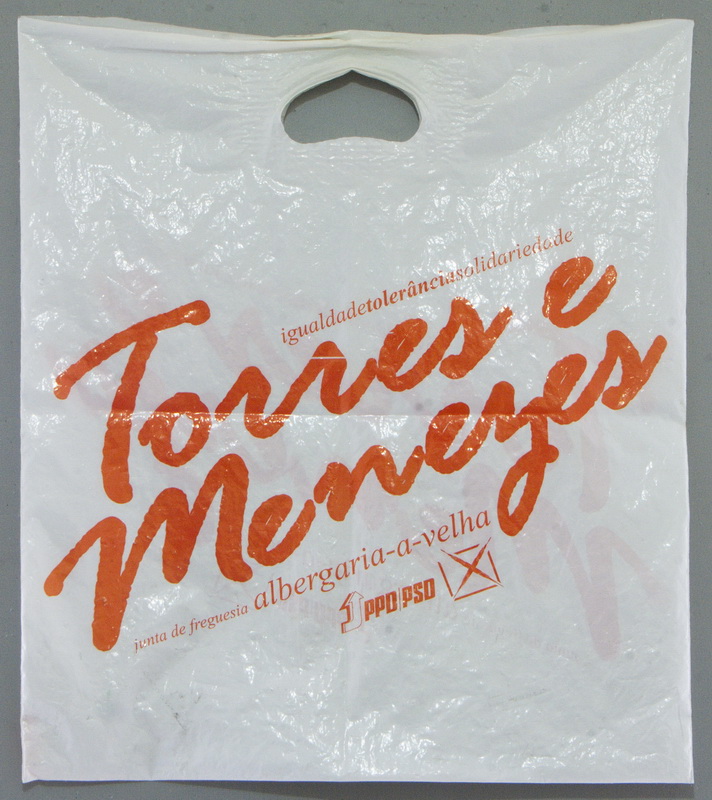 igualdadetolerânciasolidariedade
Torres e
Menezes
junta de freguesia albergaria-a-velha
PPD/PSD